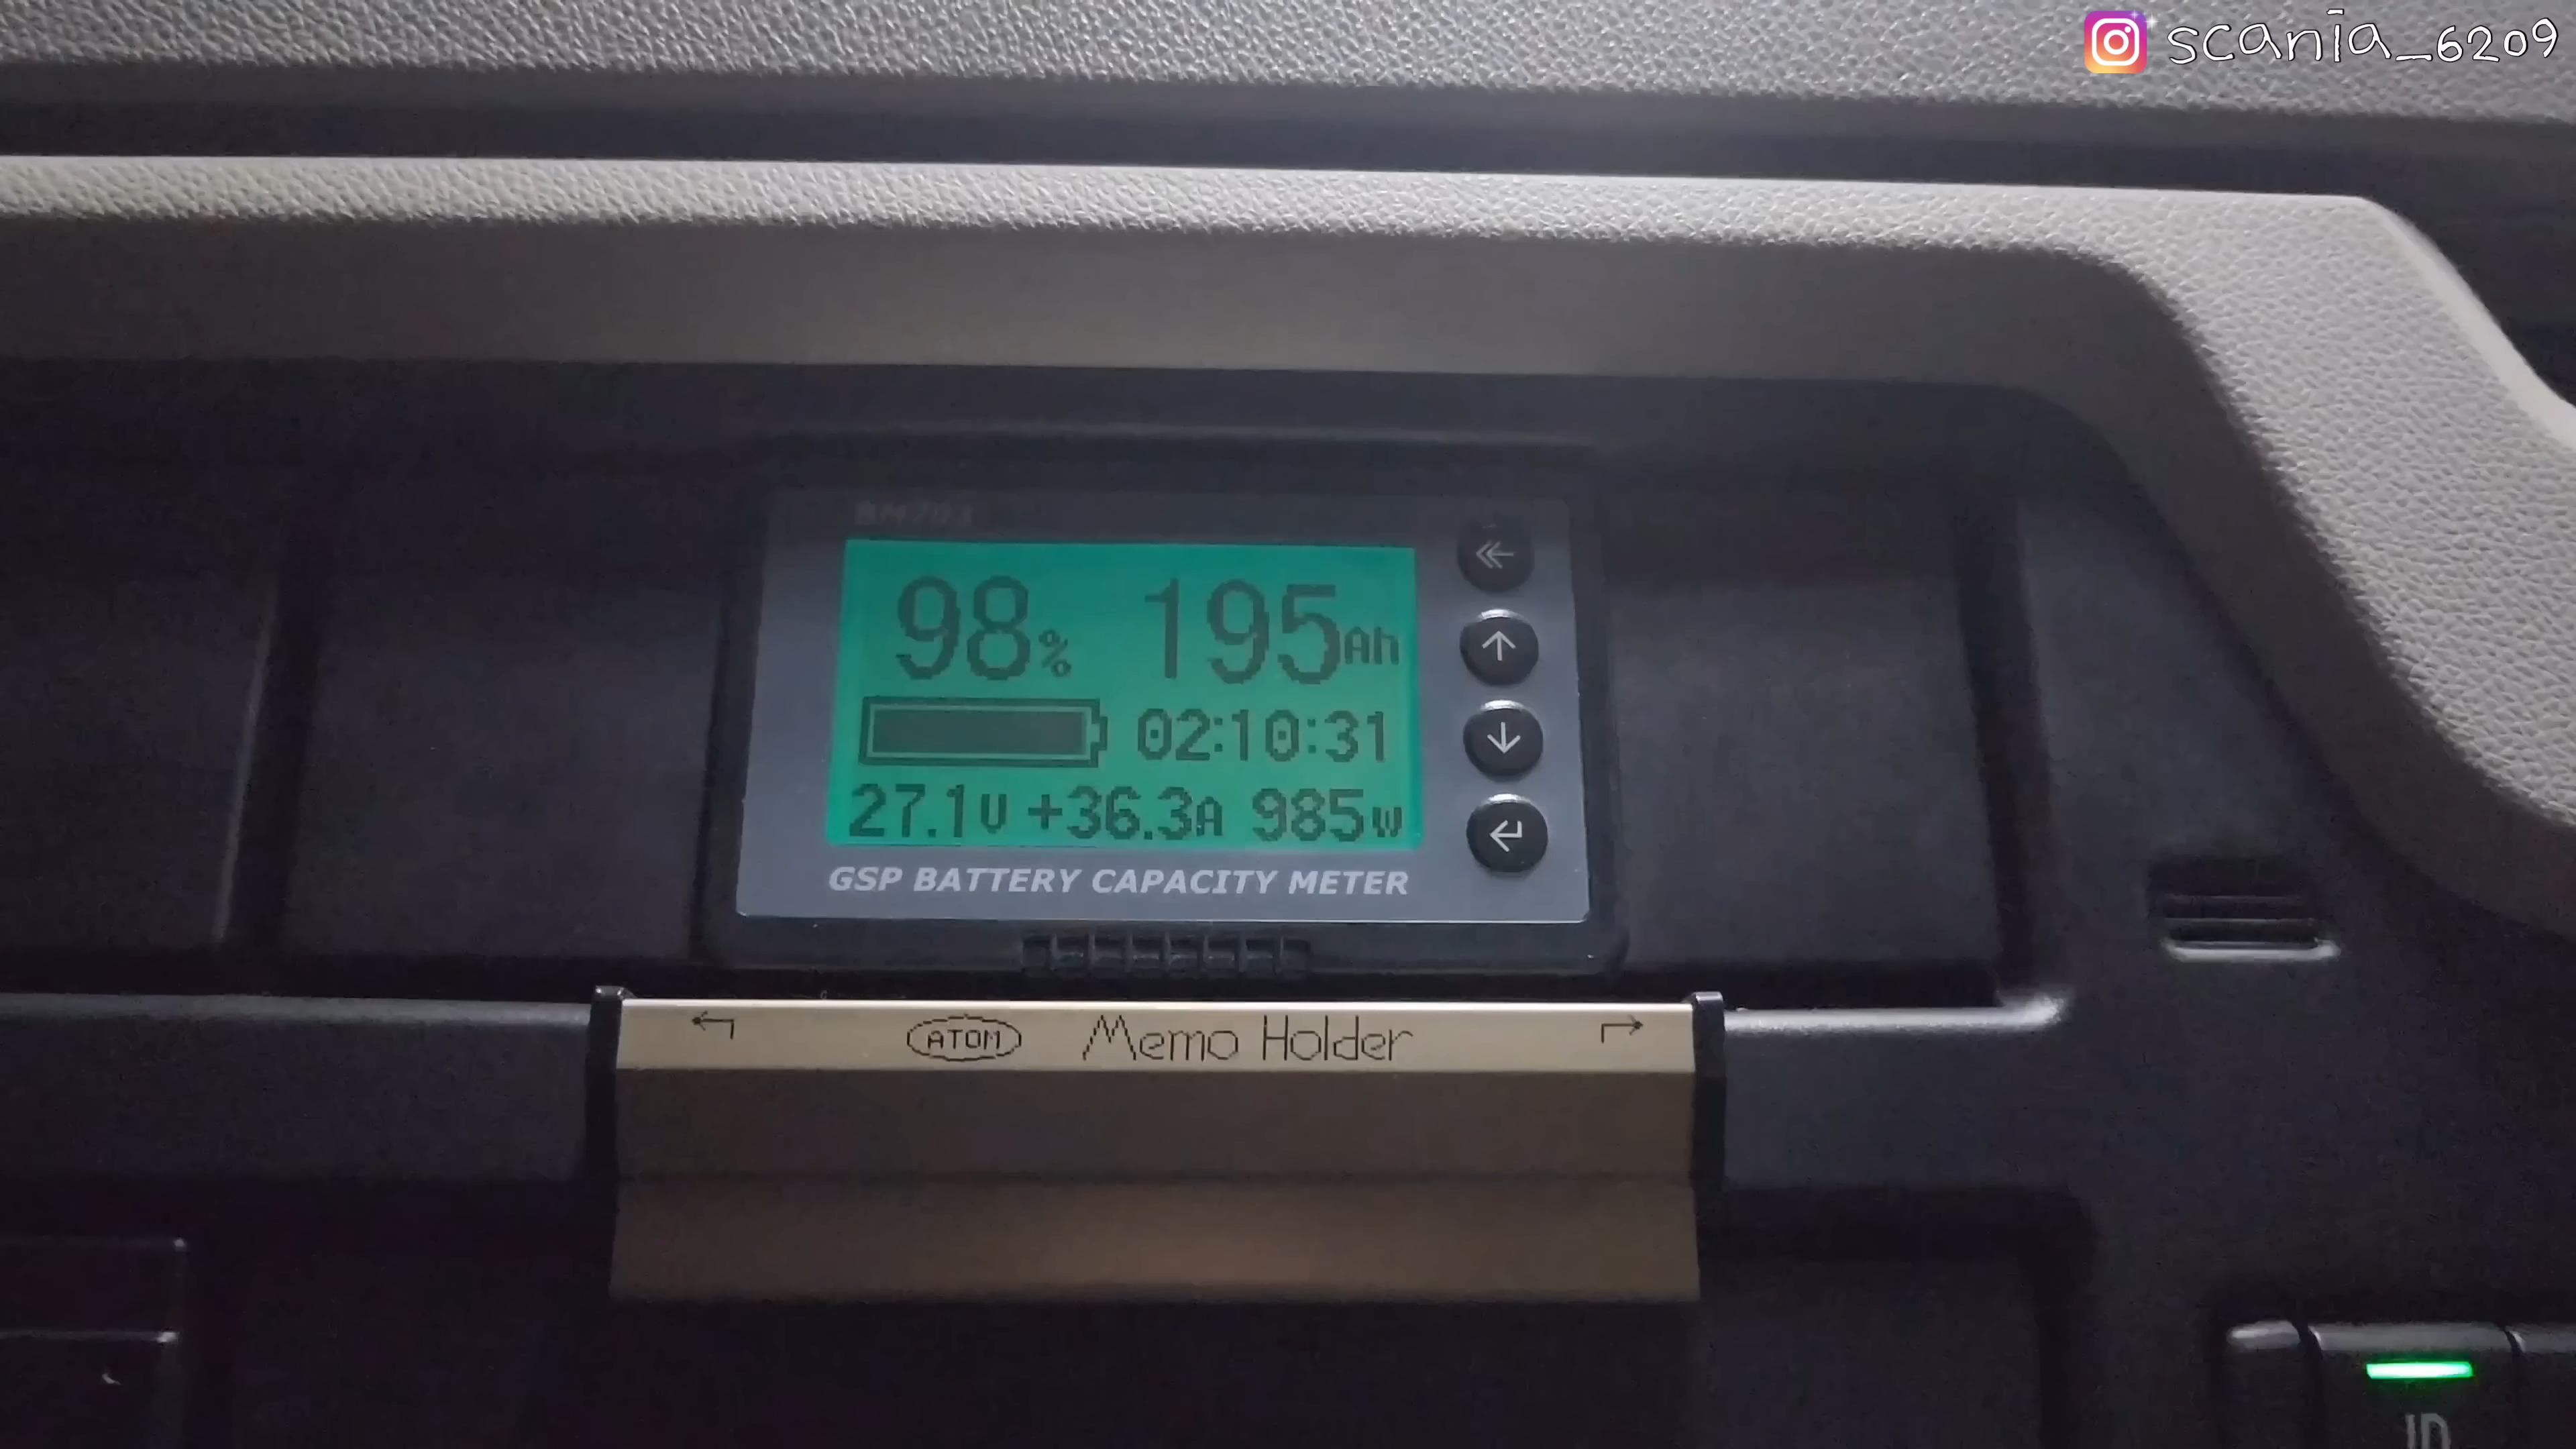 scania_6209
98% 195Ah
02:10:31
27.1V +36.3A 985W
GSP BATTERY CAPACITY METER
ATOM Memo Holder